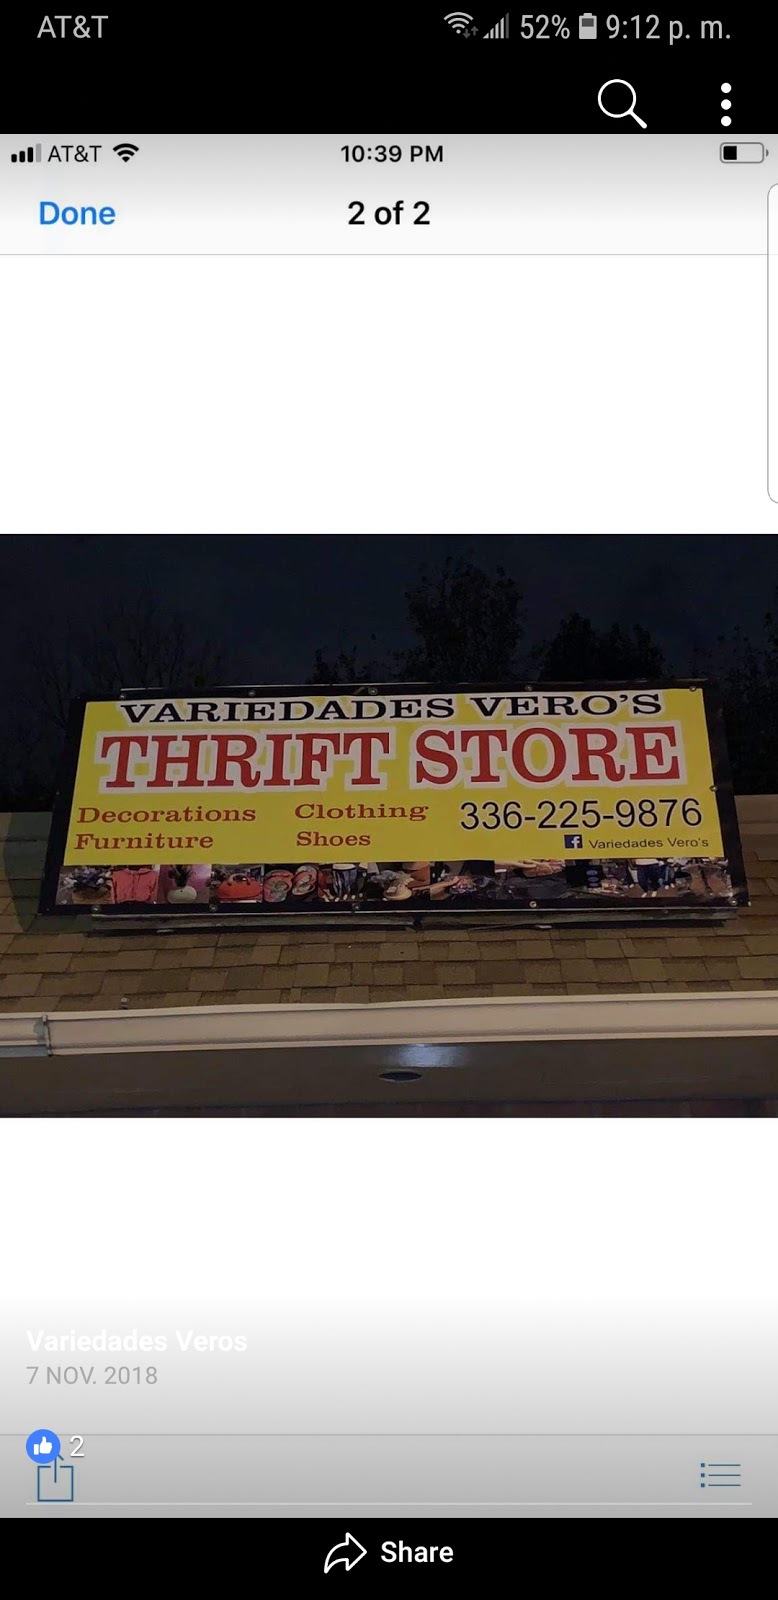 AT&T 52% 9:12 p. m.
AT&T 10:39 PM
Done 2 of 2
VARIEDADES VERO'S
THRIFT STORE
Decorations Clothing 336-225-9876
Furniture Shoes Variedades Vero's
Variedades Veros
7 NOV. 2018
2
Share